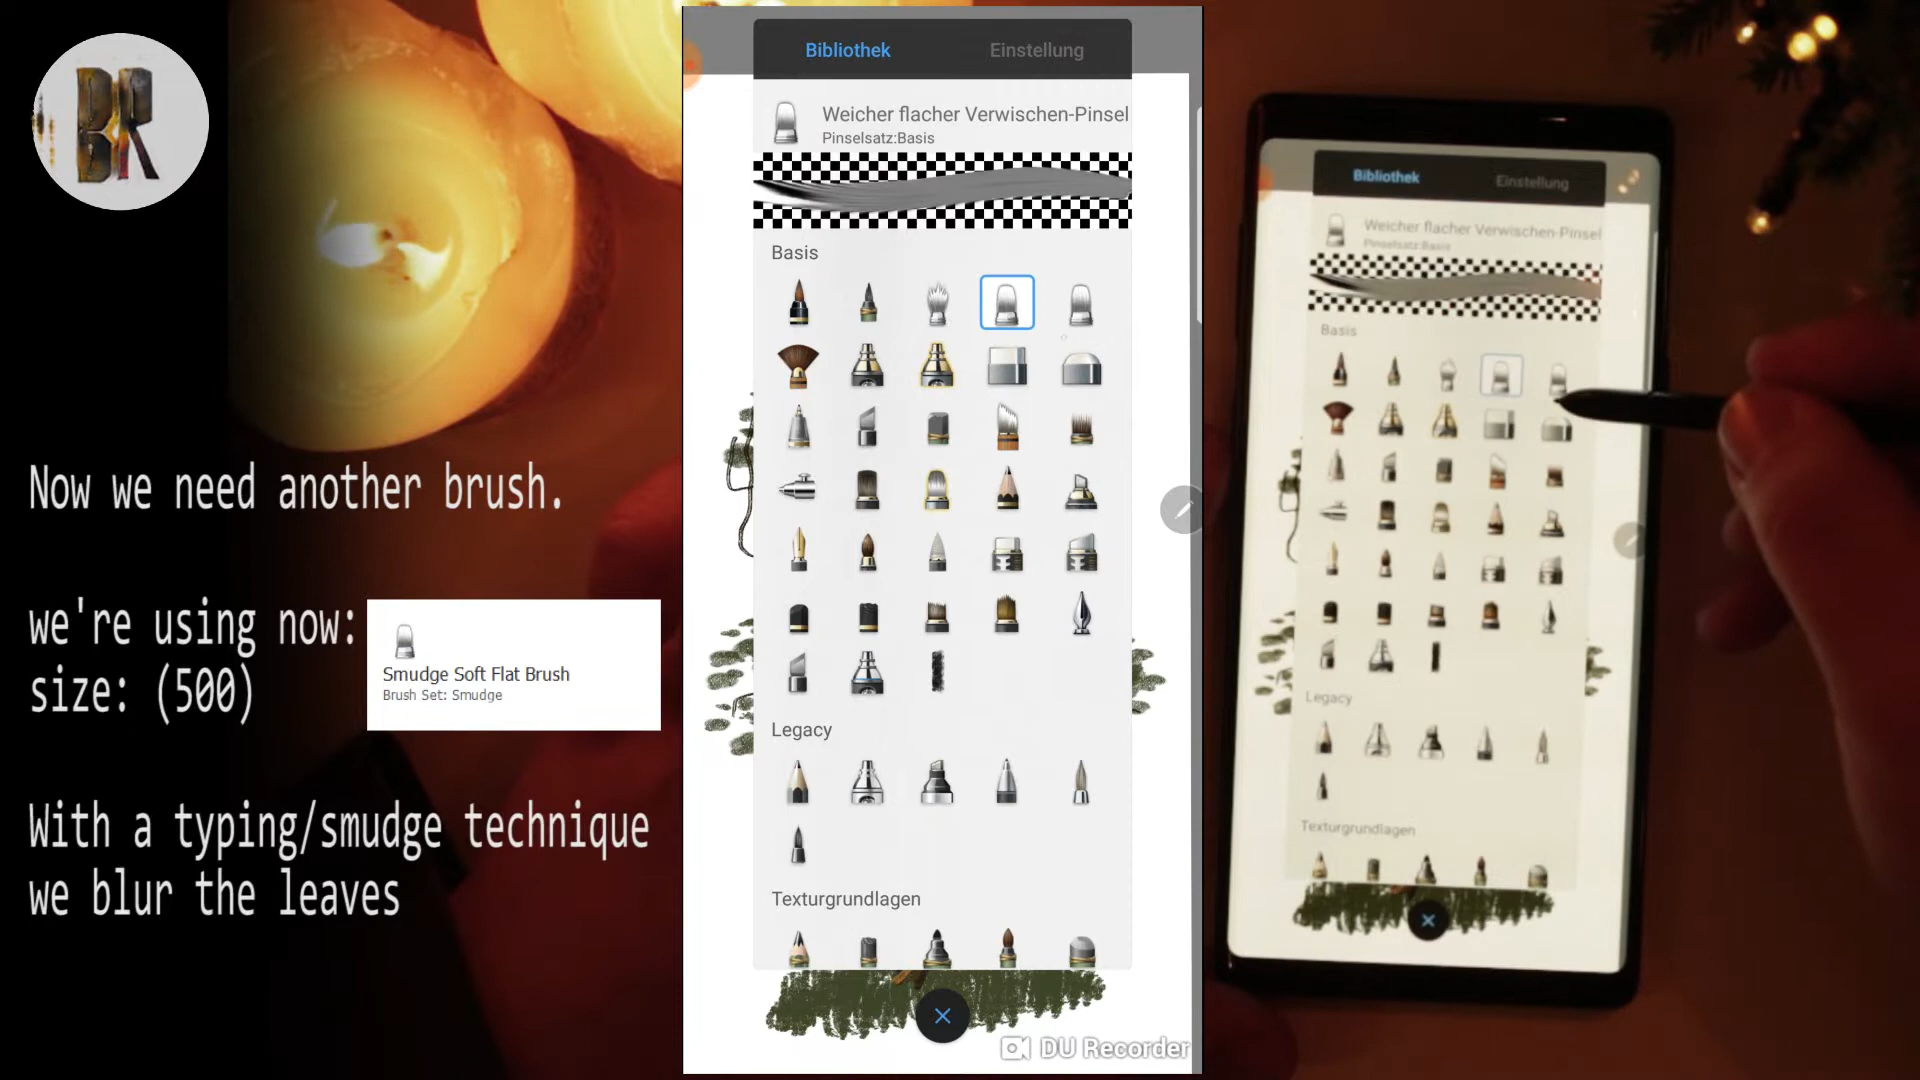 BR
Now we need another brush.
we're using now:
size: (500)
Smudge Soft Flat Brush
Brush Set: Smudge
With a typing/smudge technique
we blur the leaves
Bibliothek
Einstellung
Weicher flacher Verwischen-Pinsel
Pinselsatz:Basis
Basis
Legacy
Texturgrundlagen
DU Recorder
Bibliothek
Einstellung
Weicher flacher Verwischen-Pinsel
Pinselsatz:Basis
Basis
Legacy
Texturgrundlagen